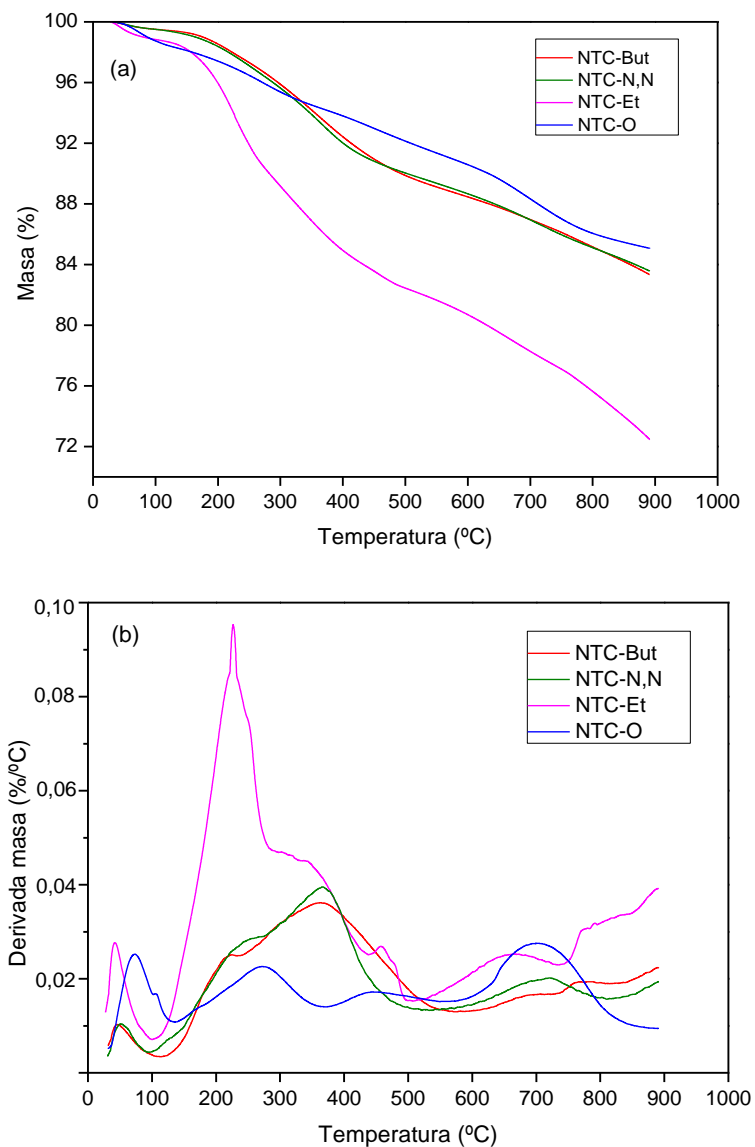 100
(a)
NTC-But
NTC-N,N
NTC-Et
NTC-O
96
92
88
84
80
76
72
Masa (%)
0 100 200 300 400 500 600 700 800 900 1000
Temperatura (ºC)
0,10
(b)
NTC-But
NTC-N,N
NTC-Et
NTC-O
0,08
0,06
0,04
0,02
Derivada masa (%/ºC)
0 100 200 300 400 500 600 700 800 900 1000
Temperatura (ºC)